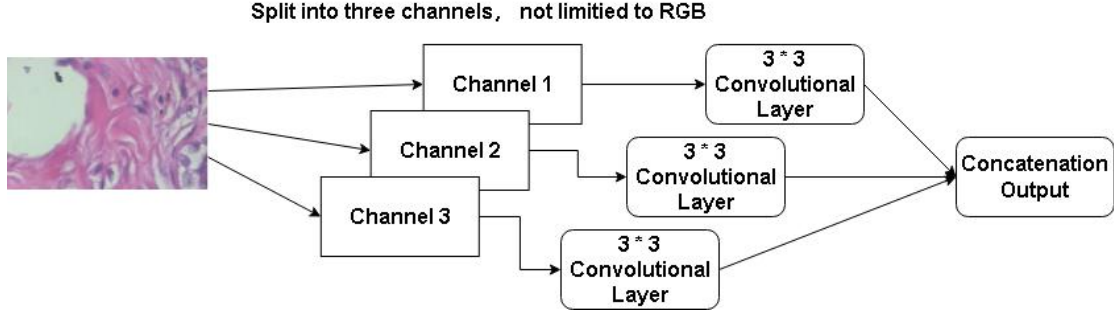 Split into three channels， not limitied to RGB
Channel 1
3 * 3
Convolutional
Layer
Channel 2
3 * 3
Convolutional
Layer
Concatenation
Output
Channel 3
3 * 3
Convolutional
Layer